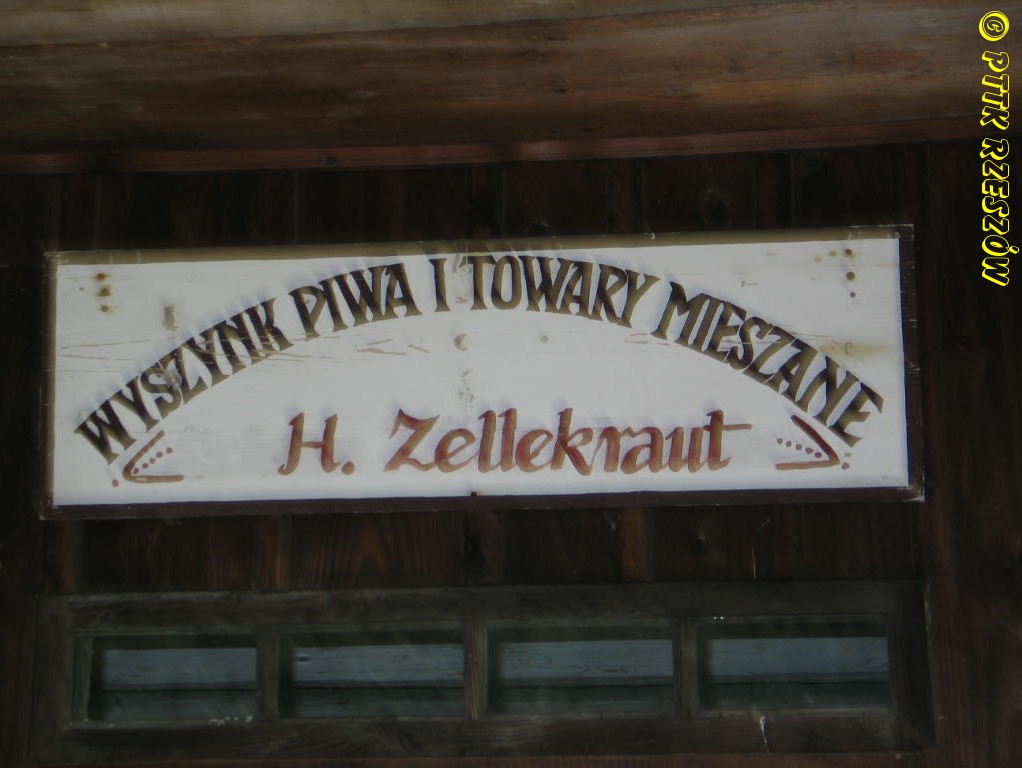 WYSZYNK PIWA I TOWARY MIESZANE
H. Zellekraut
© PTTK RZESZÓW